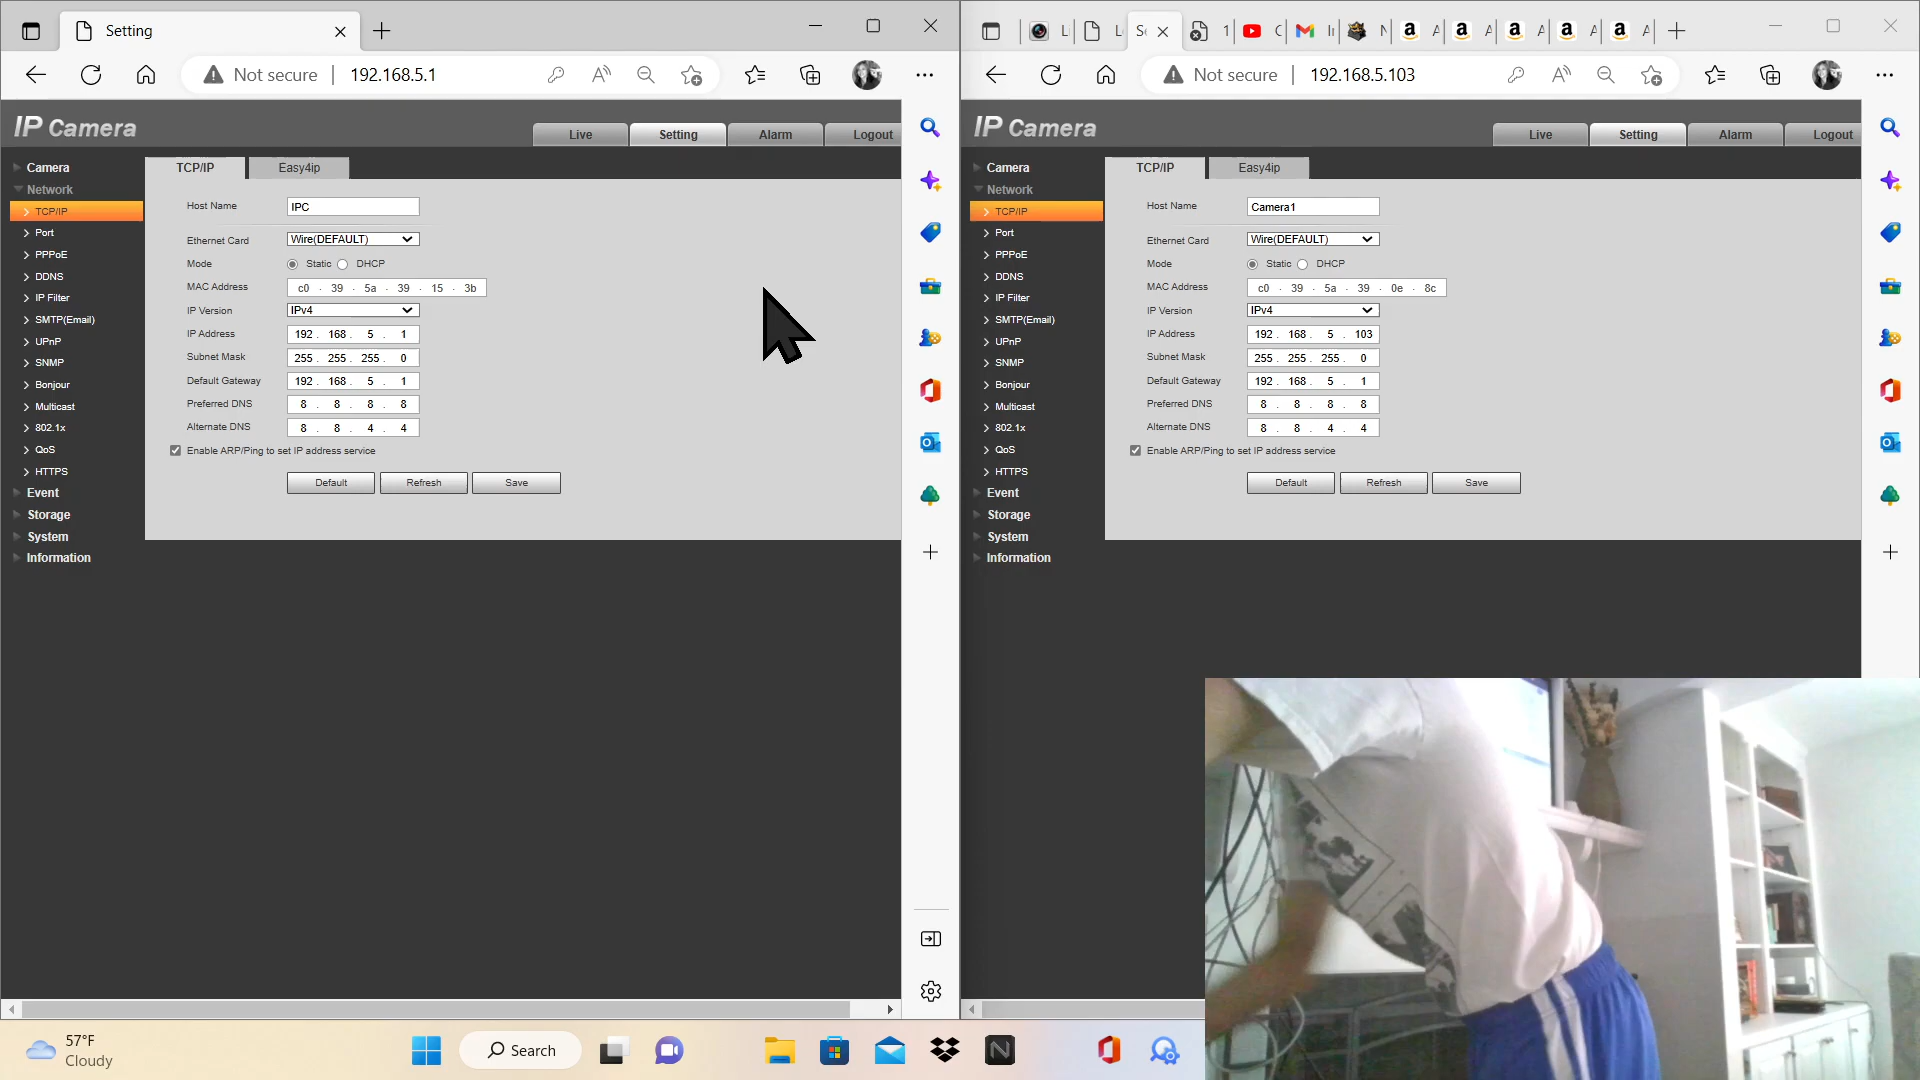 Setting
Not secure | 192.168.5.1
IP Camera
Live
Setting
Alarm
Logout
TCP/IP
Easy4ip
Camera
Network
TCP/IP
Port
PPPoE
DDNS
IP Filter
SMTP(Email)
UPnP
SNMP
Bonjour
Multicast
802.1x
QoS
HTTPS
Event
Storage
System
Information
Host Name IPC
Ethernet Card Wire(DEFAULT)
Mode Static DHCP
MAC Address c0 . 39 . 5a . 39 . 15 . 3b
IP Version IPv4
IP Address 192 . 168 . 5 . 1
Subnet Mask 255 . 255 . 255 . 0
Default Gateway 192 . 168 . 5 . 1
Preferred DNS 8 . 8 . 8 . 8
Alternate DNS 8 . 8 . 4 . 4
Enable ARP/Ping to set IP address service
Default Refresh Save
Not secure | 192.168.5.103
IP Camera
Live
Setting
Alarm
Logout
TCP/IP
Easy4ip
Camera
Network
TCP/IP
Port
PPPoE
DDNS
IP Filter
SMTP(Email)
UPnP
SNMP
Bonjour
Multicast
802.1x
QoS
HTTPS
Event
Storage
System
Information
Host Name Camera1
Ethernet Card Wire(DEFAULT)
Mode Static DHCP
MAC Address c0 . 39 . 5a . 39 . 0e . 8c
IP Version IPv4
IP Address 192 . 168 . 5 . 103
Subnet Mask 255 . 255 . 255 . 0
Default Gateway 192 . 168 . 5 . 1
Preferred DNS 8 . 8 . 8 . 8
Alternate DNS 8 . 8 . 4 . 4
Enable ARP/Ping to set IP address service
Default Refresh Save
57°F
Cloudy
Search